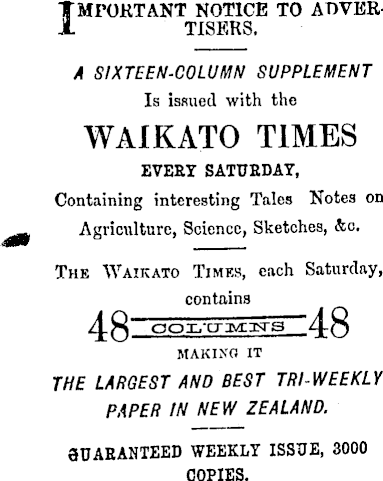 IMPORTANT NOTICE TO ADVER-
TISERS.
A SIXTEEN-COLUMN SUPPLEMENT
Is issued with the
WAIKATO TIMES
EVERY SATURDAY,
Containing interesting Tales Notes on
Agriculture, Science, Sketches, &c.
THE WAIKATO TIMES, each Saturday,
contains
48 COLUMNS 48
MAKING IT
THE LARGEST AND BEST TRI-WEEKLY
PAPER IN NEW ZEALAND.
GUARANTEED WEEKLY ISSUE, 3000
COPIES.